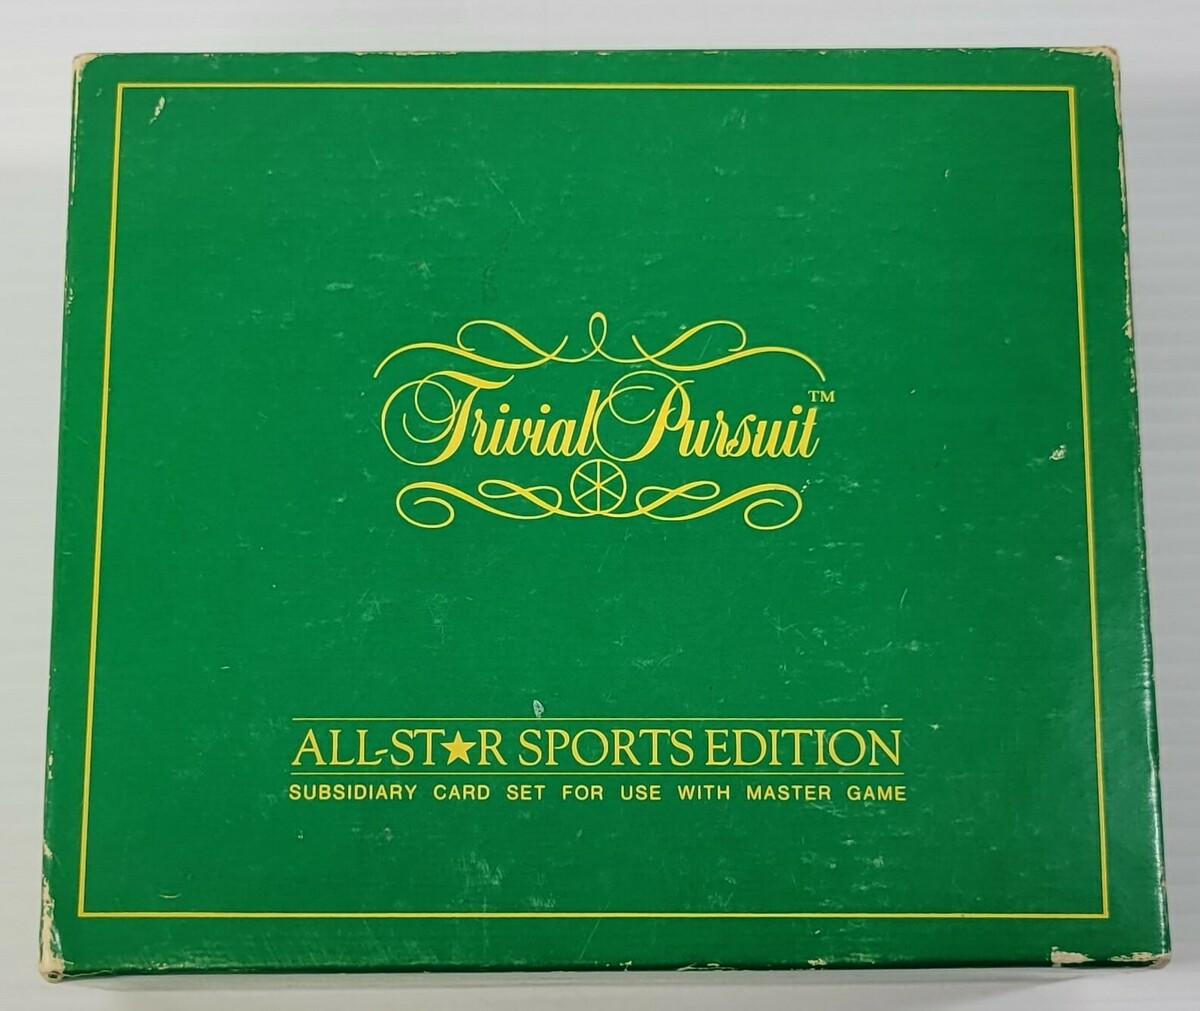 Trivial Pursuit™
ALL-ST★R SPORTS EDITION
SUBSIDIARY CARD SET FOR USE WITH MASTER GAME